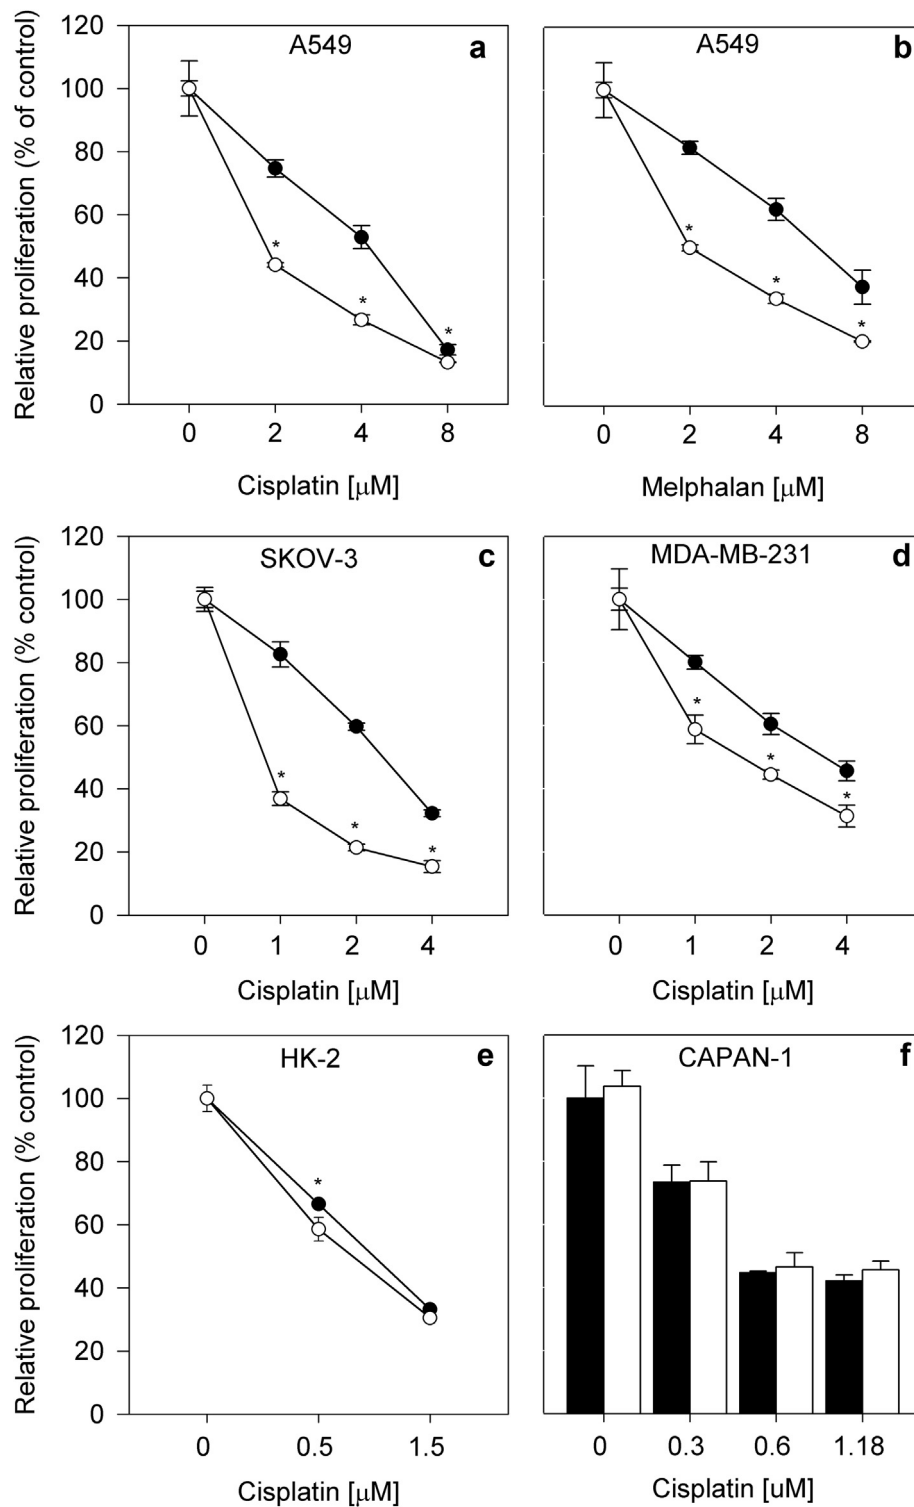 A549 a
Relative proliferation (% of control)
120
100
80
60
40
20
0
* * *
0 2 4 8
Cisplatin [µM]
A549 b
* * *
0 2 4 8
Melphalan [µM]
SKOV-3 c
Relative proliferation (% control)
120
100
80
60
40
20
0
* * *
0 1 2 4
Cisplatin [µM]
MDA-MB-231 d
* * *
0 1 2 4
Cisplatin [µM]
HK-2 e
Relative proliferation (% control)
120
100
80
60
40
20
0
*
0 0.5 1.5
Cisplatin [µM]
CAPAN-1 f
0 0.3 0.6 1.18
Cisplatin [uM]